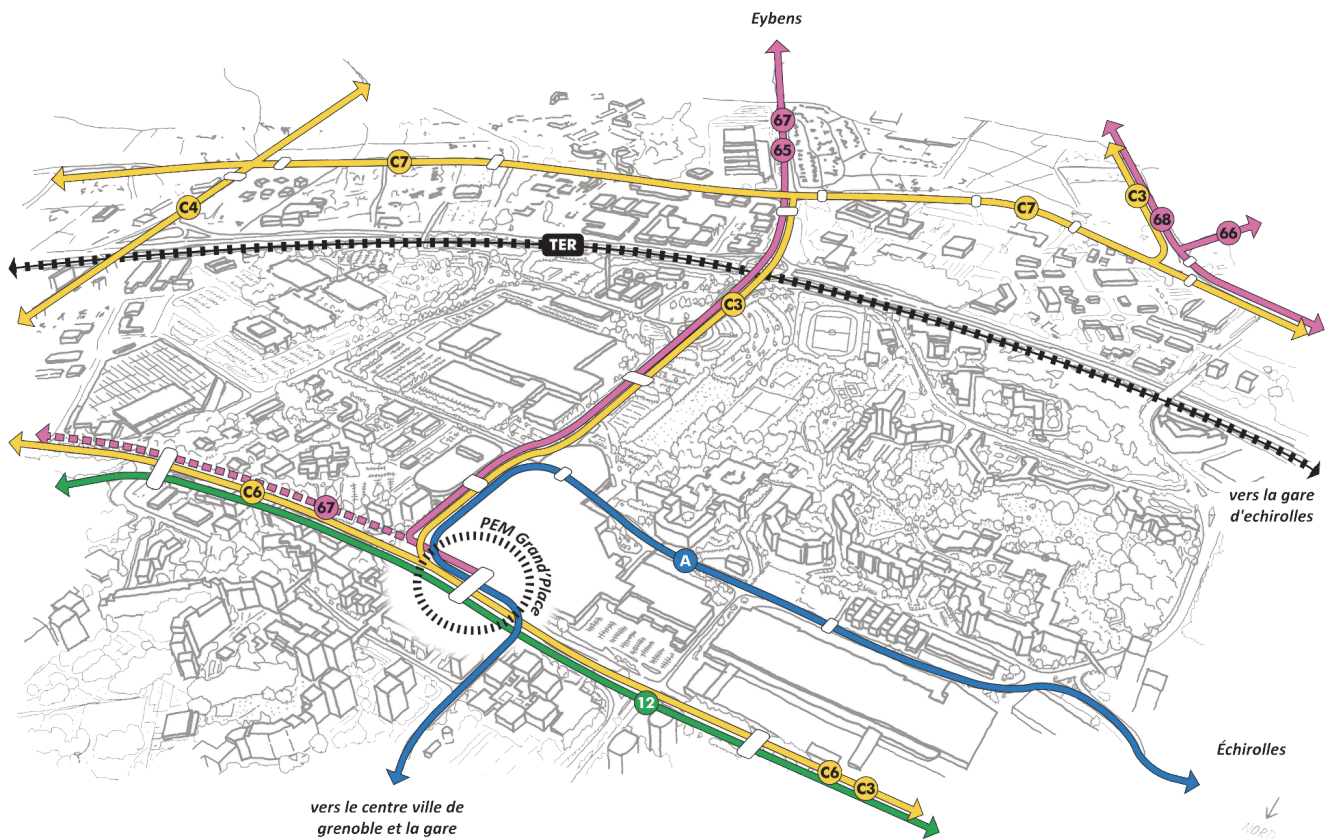 Eybens
67
65
C7
C4
C3
68
66
C7
TER
C3
vers la gare
d'echirolles
C6
67
PEM Grand'Place
A
12
Échirolles
C6
C3
vers le centre ville de
grenoble et la gare
NORD